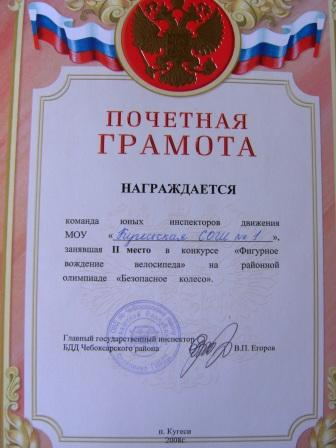 ПОЧЕТНАЯ
ГРАМОТА
НАГРАЖДАЕТСЯ
команда юных инспекторов движения
МОУ «Кугесьская СОШ № 1»,
занявшая II место в конкурсе «Фигурное
вождение велосипеда» на районной
олимпиаде «Безопасное колесо».
Главный государственный инспектор
БДД Чебоксарского района В.П. Егоров
п. Кугеси
2008г.